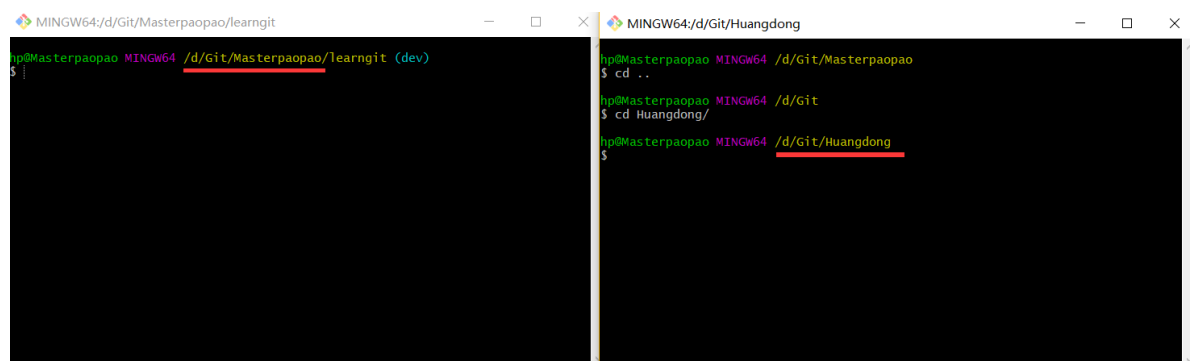 MINGW64:/d/Git/Masterpaopao/learngit
hp@Masterpaopao MINGW64 /d/Git/Masterpaopao/learngit (dev)
$
MINGW64:/d/Git/Huangdong
hp@Masterpaopao MINGW64 /d/Git/Masterpaopao
$ cd ..
hp@Masterpaopao MINGW64 /d/Git
$ cd Huangdong/
hp@Masterpaopao MINGW64 /d/Git/Huangdong
$